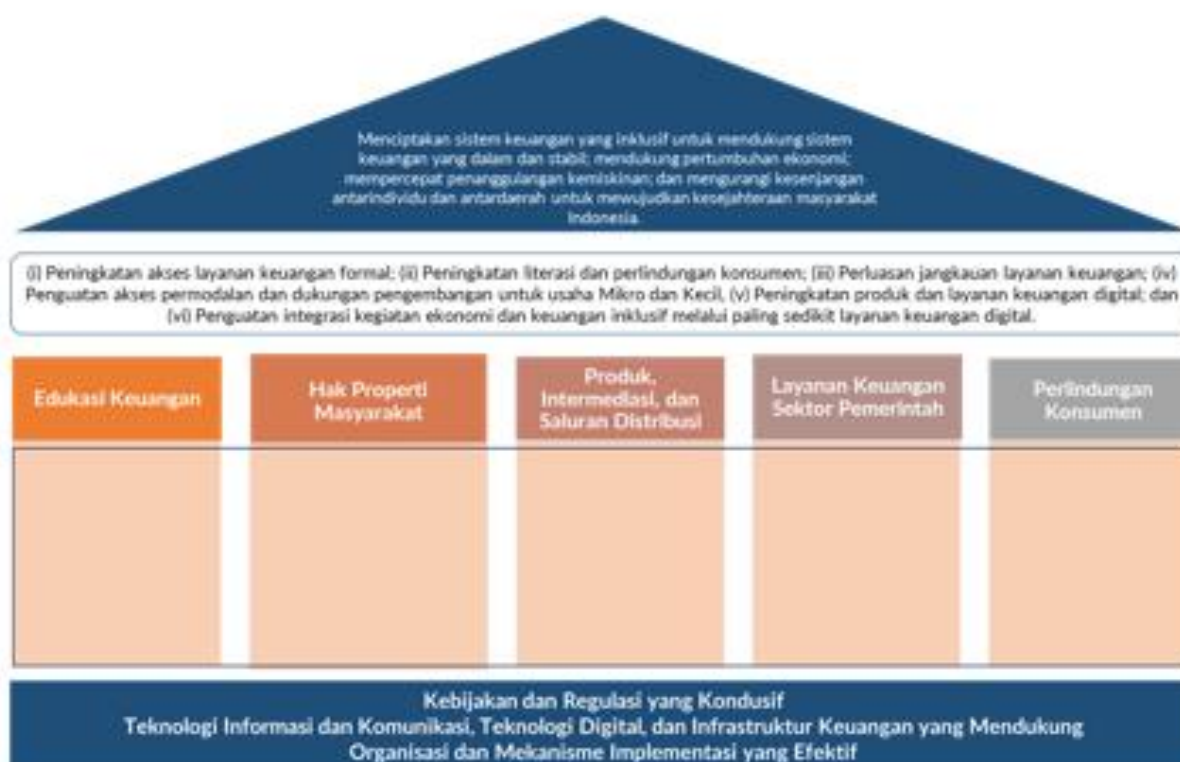 Menciptakan sistem keuangan yang inklusif untuk mendukung sistem
keuangan yang dalam dan stabil; mendukung pertumbuhan ekonomi;
mempercepat penanggulangan kemiskinan; dan mengurangi kesenjangan
antarindividu dan antardaerah untuk mewujudkan kesejahteraan masyarakat
Indonesia.
(i) Peningkatan akses layanan keuangan formal; (ii) Peningkatan literasi dan perlindungan konsumen; (iii) Perluasan jangkauan layanan keuangan; (iv)
Penguatan akses permodalan dan dukungan pengembangan untuk usaha Mikro dan Kecil, (v) Peningkatan produk dan layanan keuangan digital; dan
(vi) Penguatan integrasi kegiatan ekonomi dan keuangan inklusif melalui paling sedikit layanan keuangan digital.
Edukasi Keuangan
Hak Properti
Masyarakat
Produk,
Intermediasi, dan
Saluran Distribusi
Layanan Keuangan
Sektor Pemerintah
Perlindungan
Konsumen
Kebijakan dan Regulasi yang Kondusif
Teknologi Informasi dan Komunikasi, Teknologi Digital, dan Infrastruktur Keuangan yang Mendukung
Organisasi dan Mekanisme Implementasi yang Efektif